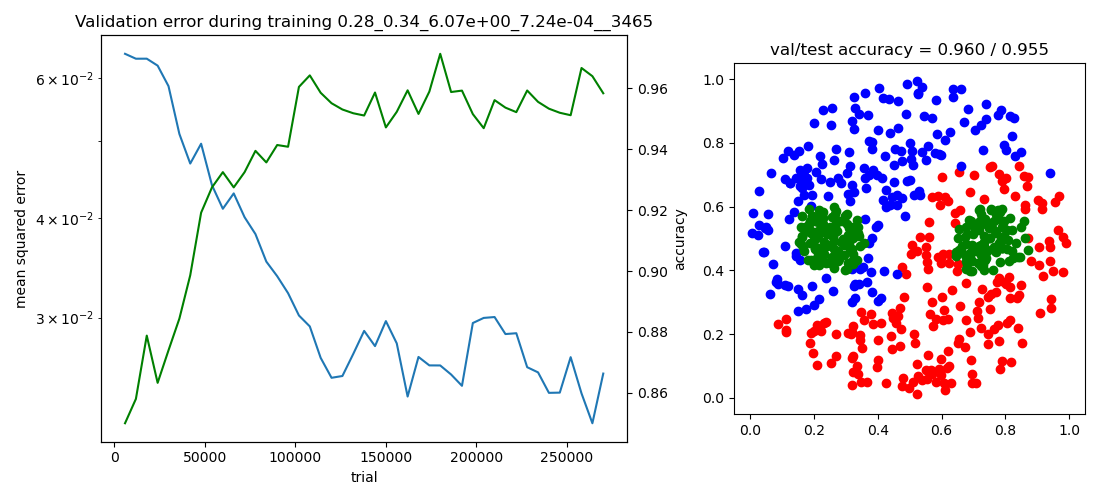 Validation error during training 0.28_0.34_6.07e+00_7.24e-04__3465
mean squared error
6 × 10⁻²
4 × 10⁻²
3 × 10⁻²
0 50000 100000 150000 200000 250000
trial
0.96
0.94
0.92
0.90
0.88
0.86
accuracy
val/test accuracy = 0.960 / 0.955
1.0
0.8
0.6
0.4
0.2
0.0
0.0 0.2 0.4 0.6 0.8 1.0